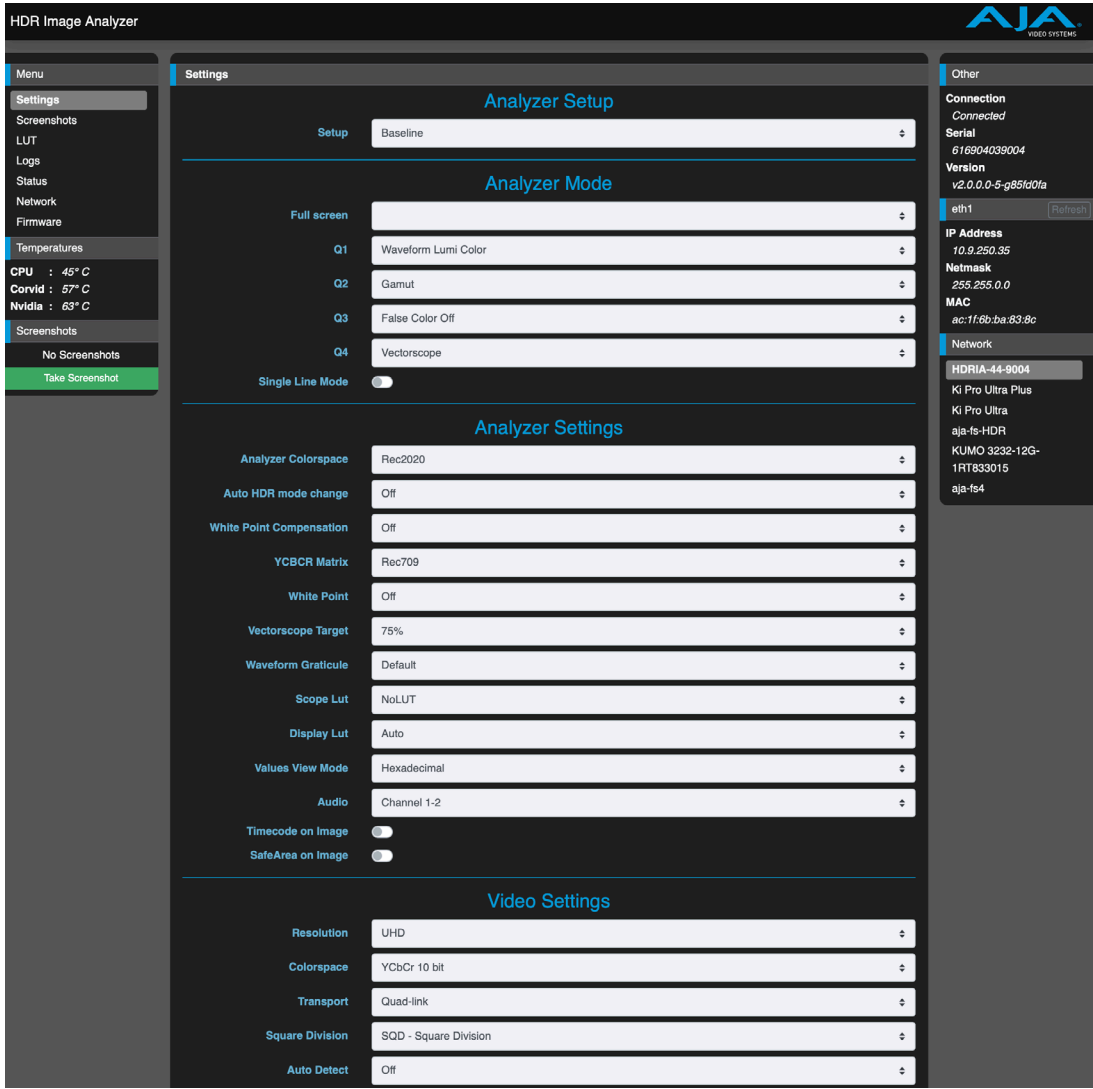 HDR Image Analyzer
AJA
VIDEO SYSTEMS
Menu
Settings
Screenshots
LUT
Logs
Status
Network
Firmware
Temperatures
CPU : 45° C
Corvid : 57° C
Nvidia : 63° C
Screenshots
No Screenshots
Take Screenshot
Settings
Analyzer Setup
Setup Baseline
Analyzer Mode
Full screen
Q1 Waveform Lumi Color
Q2 Gamut
Q3 False Color Off
Q4 Vectorscope
Single Line Mode
Analyzer Settings
Analyzer Colorspace Rec2020
Auto HDR mode change Off
White Point Compensation Off
YCBCR Matrix Rec709
White Point Off
Vectorscope Target 75%
Waveform Graticule Default
Scope Lut NoLUT
Display Lut Auto
Values View Mode Hexadecimal
Audio Channel 1-2
Timecode on Image
SafeArea on Image
Video Settings
Resolution UHD
Colorspace YCbCr 10 bit
Transport Quad-link
Square Division SQD - Square Division
Auto Detect Off
Other
Connection
Connected
Serial
616904039004
Version
v2.0.0.0-5-g85fd0fa
eth1 Refresh
IP Address
10.9.250.35
Netmask
255.255.0.0
MAC
ac:1f:6b:ba:83:8c
Network
HDRIA-44-9004
Ki Pro Ultra Plus
Ki Pro Ultra
aja-fs-HDR
KUMO 3232-12G-
1RT833015
aja-fs4